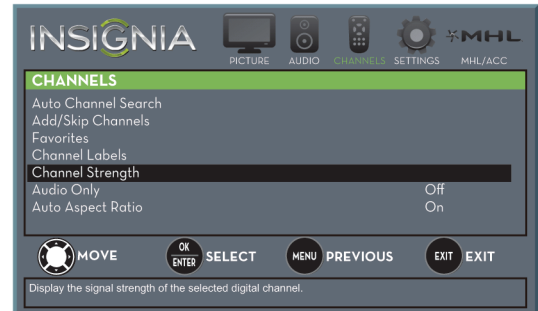 INSIGNIA
PICTURE AUDIO CHANNELS SETTINGS MHL MHL/ACC
CHANNELS
Auto Channel Search
Add/Skip Channels
Favorites
Channel Labels
Channel Strength
Audio Only Off
Auto Aspect Ratio On
MOVE OK ENTER SELECT MENU PREVIOUS EXIT EXIT
Display the signal strength of the selected digital channel.